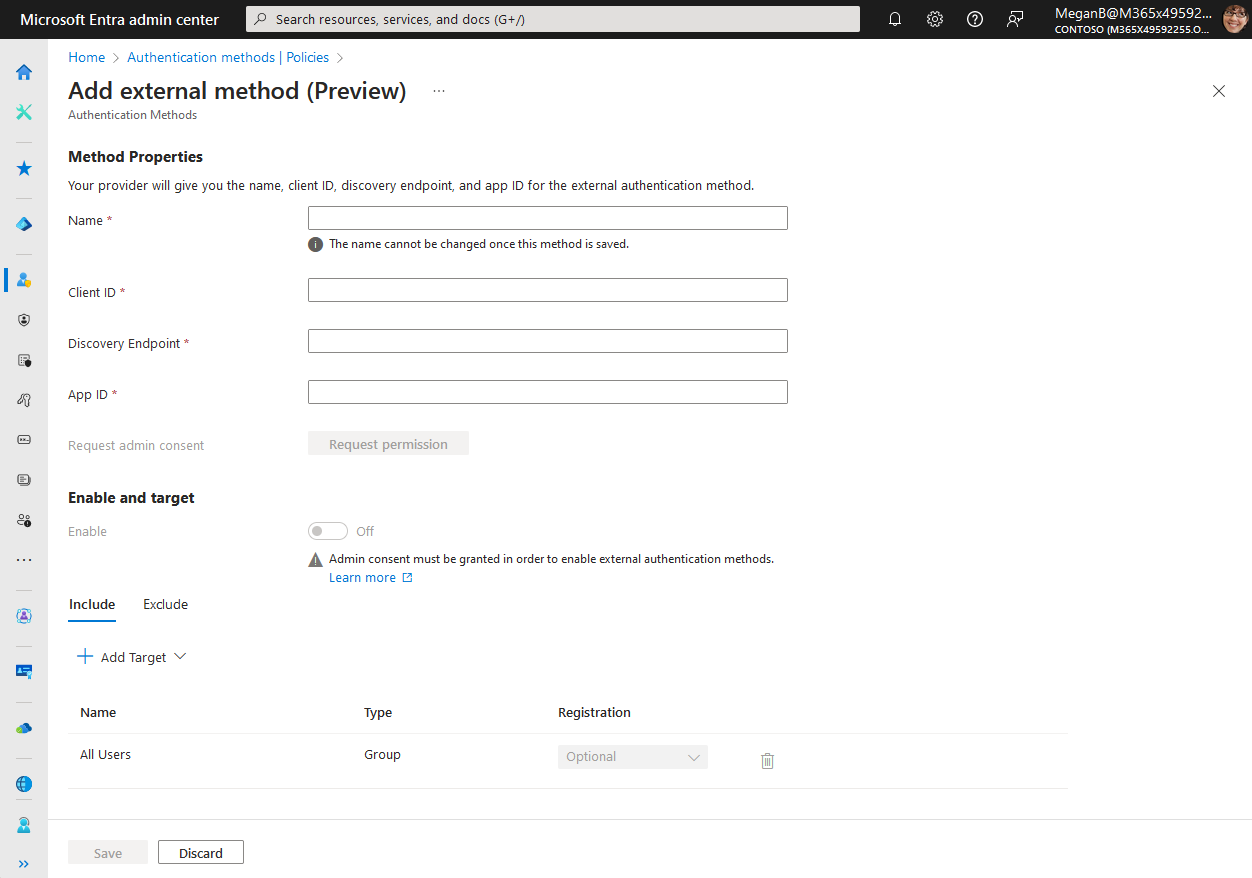 Microsoft Entra admin center
Search resources, services, and docs (G+/)
MeganB@M365x49592...
CONTOSO (M365X49592255.O...
Home > Authentication methods | Policies >
Add external method (Preview) ...
Authentication Methods
Method Properties
Your provider will give you the name, client ID, discovery endpoint, and app ID for the external authentication method.
Name *
The name cannot be changed once this method is saved.
Client ID *
Discovery Endpoint *
App ID *
Request admin consent
Request permission
Enable and target
Enable
Off
Admin consent must be granted in order to enable external authentication methods.
Learn more
Include Exclude
Add Target
Name Type Registration
All Users Group Optional
Save Discard